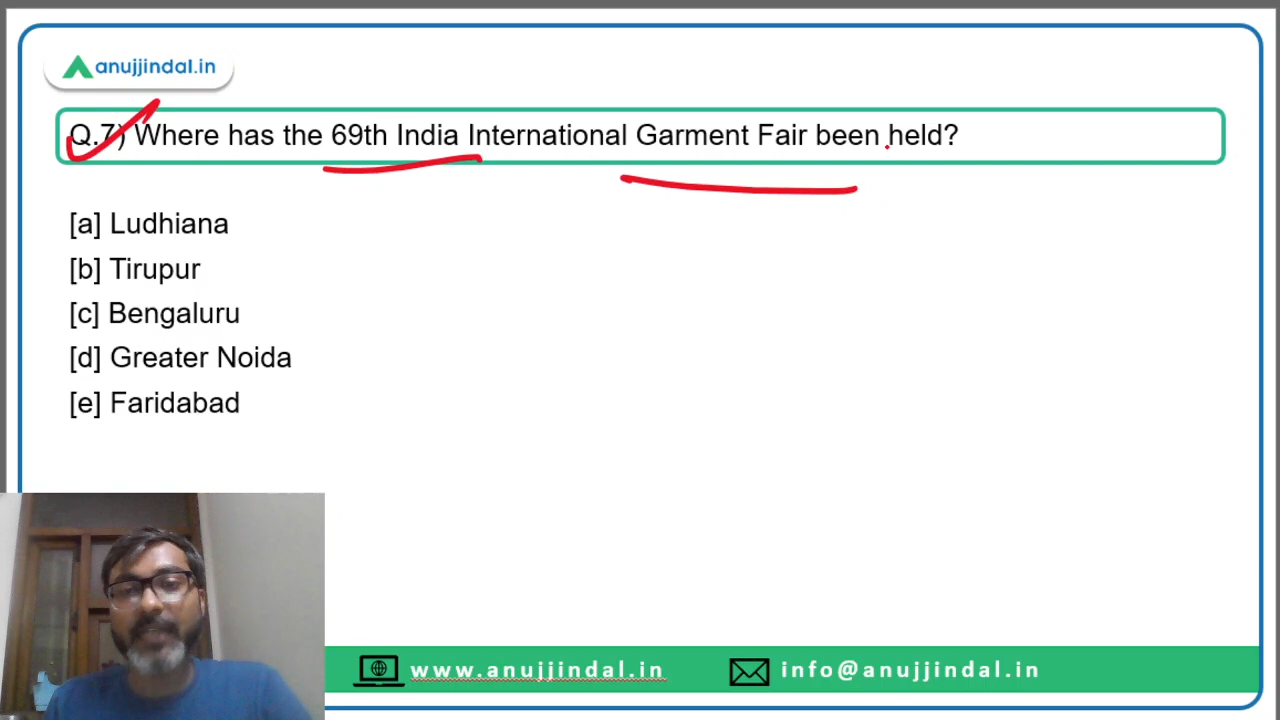 anujjindal.in
Q.7) Where has the 69th India International Garment Fair been held?
[a] Ludhiana
[b] Tirupur
[c] Bengaluru
[d] Greater Noida
[e] Faridabad
www.anujjindal.in
info@anujjindal.in